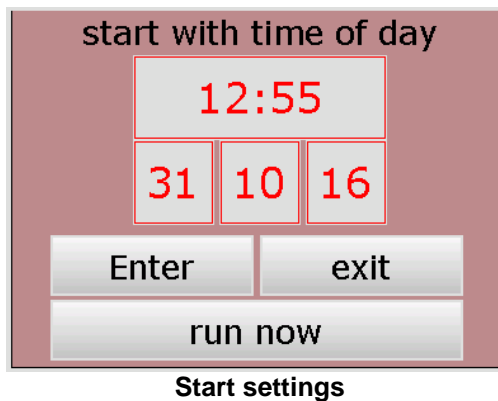 start with time of day
12:55
31 10 16
Enter exit
run now
Start settings